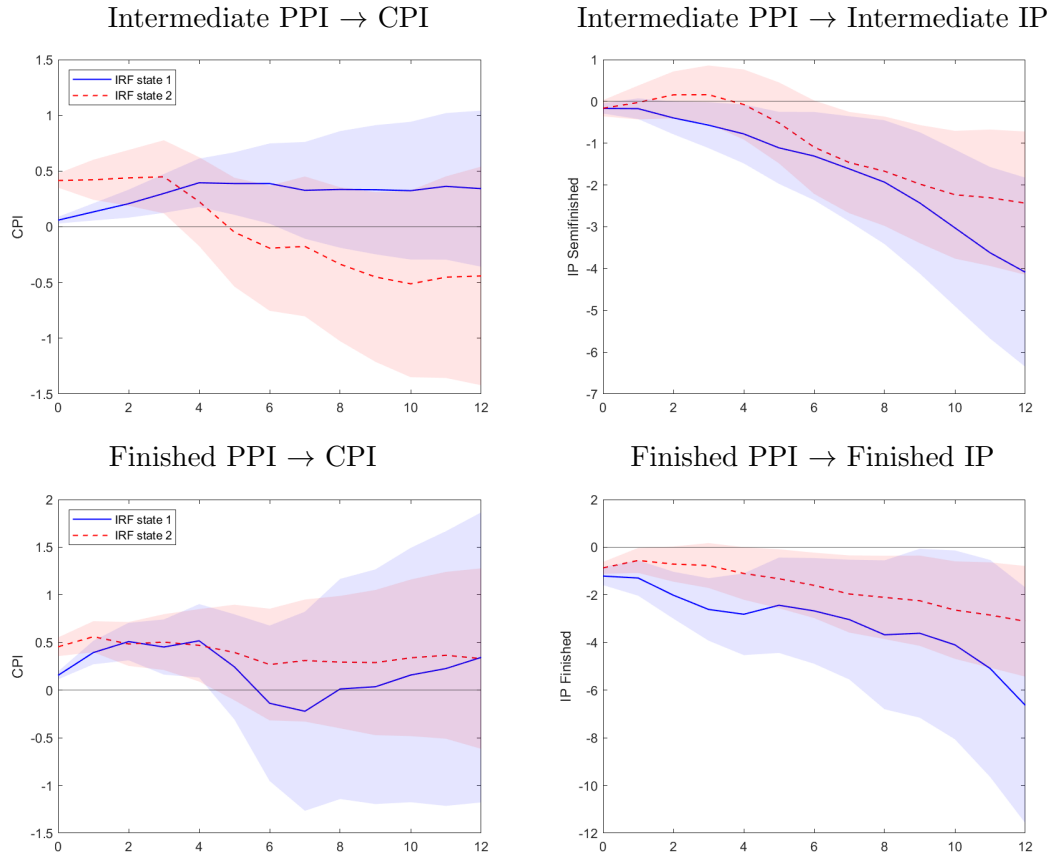 Intermediate PPI → CPI
1.5
1
0.5
0
-0.5
-1
-1.5
CPI
IRF state 1
IRF state 2
0 2 4 6 8 10 12
Intermediate PPI → Intermediate IP
1
0
-1
-2
-3
-4
-5
-6
-7
IP Semifinished
0 2 4 6 8 10 12
Finished PPI → CPI
2
1.5
1
0.5
0
-0.5
-1
-1.5
CPI
IRF state 1
IRF state 2
0 2 4 6 8 10 12
Finished PPI → Finished IP
2
0
-2
-4
-6
-8
-10
-12
IP Finished
0 2 4 6 8 10 12